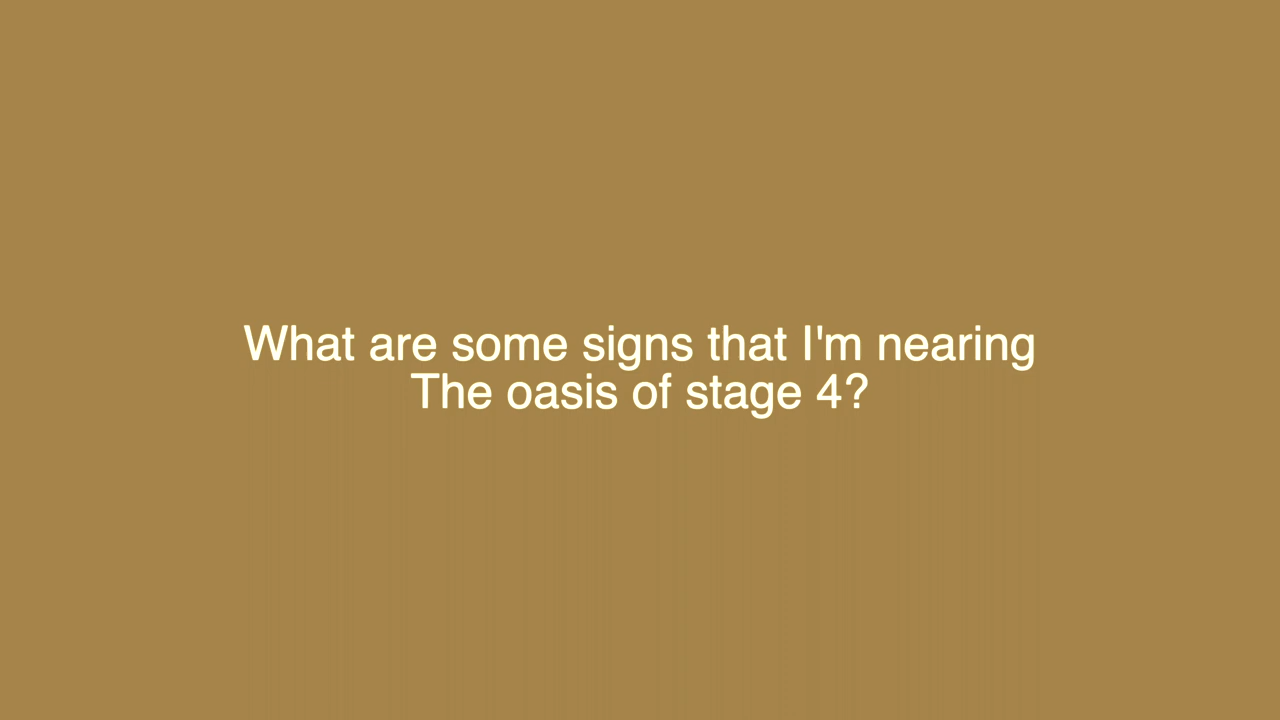 What are some signs that I'm nearing
The oasis of stage 4?